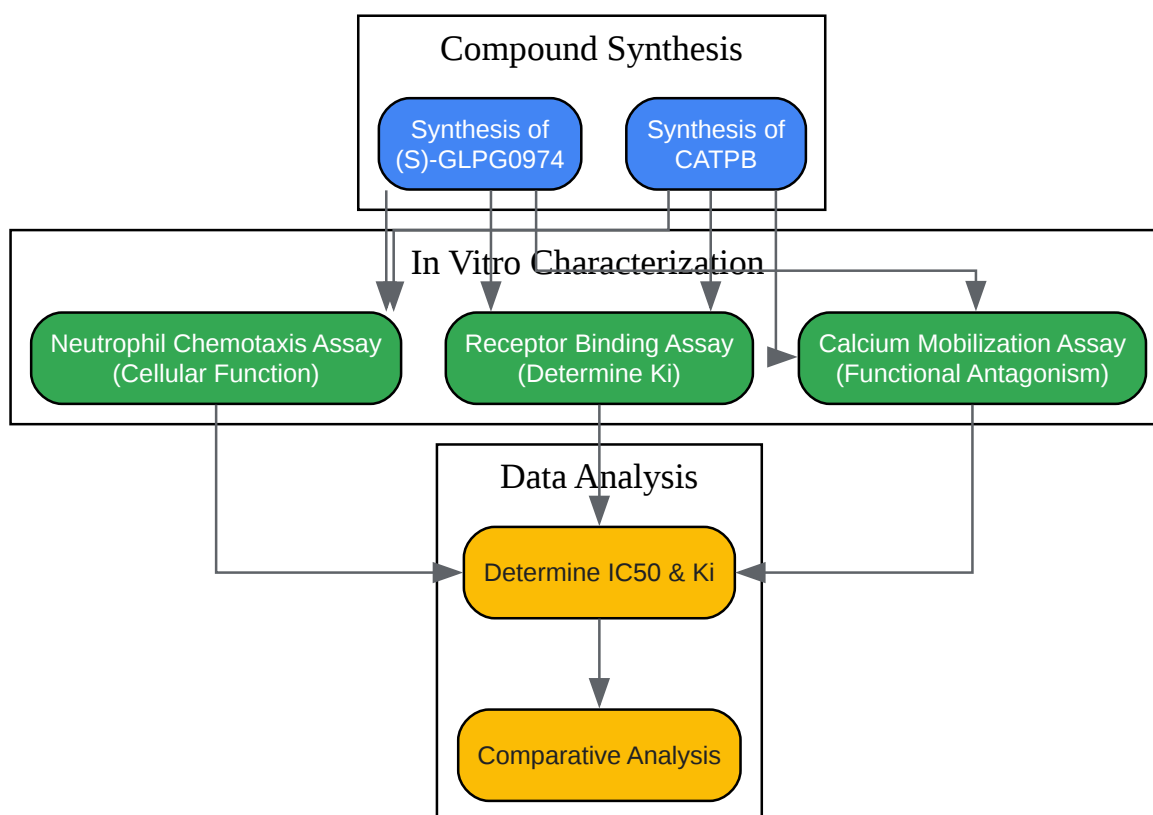 Compound Synthesis
Synthesis of
(S)-GLPG0974
Synthesis of
CATPB
In Vitro Characterization
Neutrophil Chemotaxis Assay
(Cellular Function)
Receptor Binding Assay
(Determine Ki)
Calcium Mobilization Assay
(Functional Antagonism)
Data Analysis
Determine IC50 & Ki
Comparative Analysis